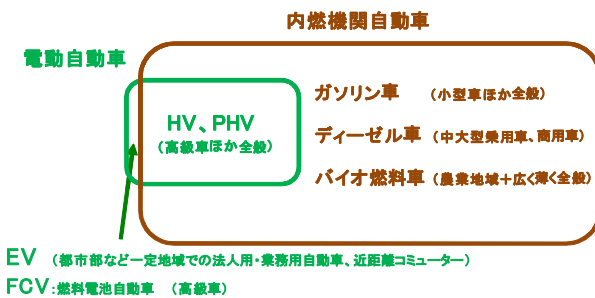 内燃機関自動車
電動自動車
ガソリン車 (小型車ほか全般)
HV、PHV
(高級車ほか全般)
ディーゼル車 (中大型乗用車、商用車)
バイオ燃料車 (農業地域+広く薄く全般)
EV (都市部など一定地域での法人用・業務用自動車、近距離コミューター)
FCV:燃料電池自動車 (高級車)